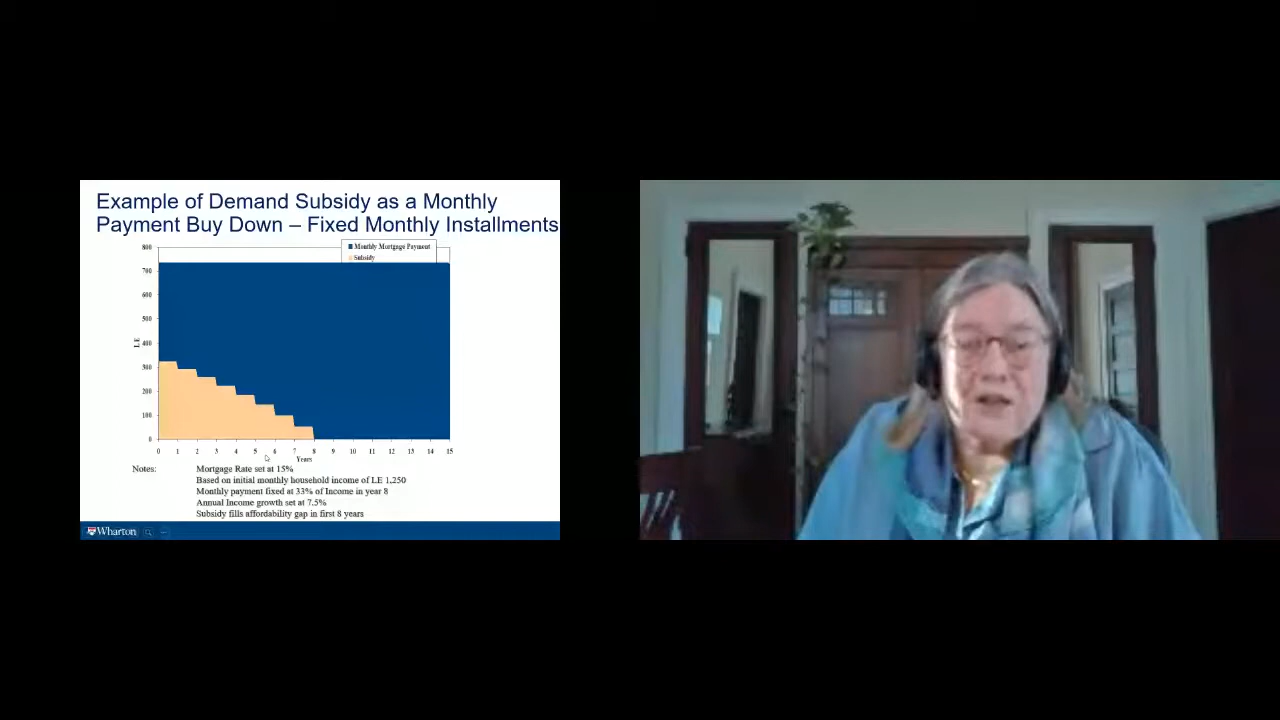 Example of Demand Subsidy as a Monthly
Payment Buy Down – Fixed Monthly Installments
Monthly Mortgage Payment
Subsidy
800
700
600
500
400
300
200
100
0
LE
0 1 2 3 4 5 6 7 8 9 10 11 12 13 14 15
Years
Notes:
Mortgage Rate set at 15%
Based on initial monthly household income of LE 1,250
Monthly payment fixed at 33% of Income in year 8
Annual Income growth set at 7.5%
Subsidy fills affordability gap in first 8 years
Wharton